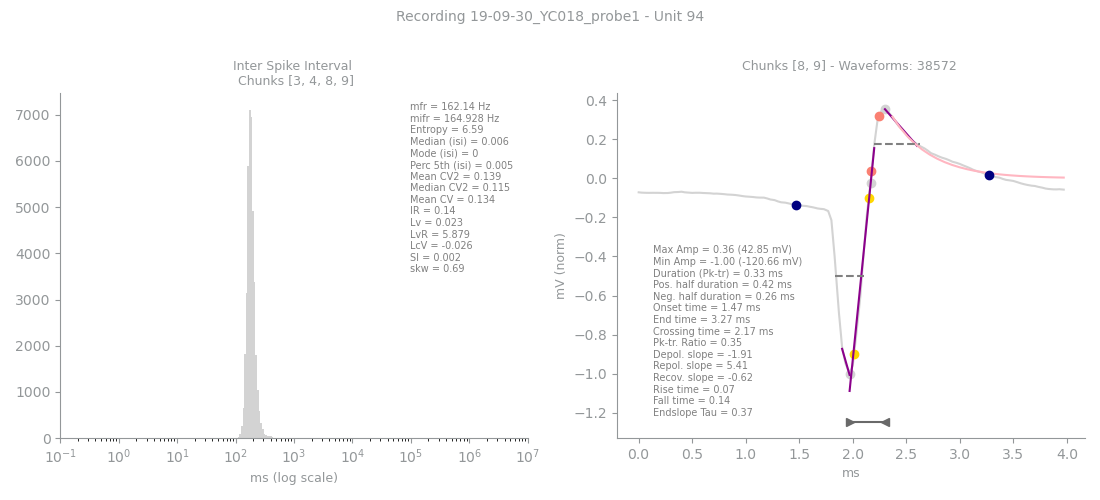 Recording 19-09-30_YC018_probe1 - Unit 94
Inter Spike Interval
Chunks [3, 4, 8, 9]
7000
6000
5000
4000
3000
2000
1000
0
10⁻¹
10⁰
10¹
10²
10³
10⁴
10⁵
10⁶
10⁷
ms (log scale)
mfr = 162.14 Hz
mifr = 164.928 Hz
Entropy = 6.59
Median (isi) = 0.006
Mode (isi) = 0
Perc 5th (isi) = 0.005
Mean CV2 = 0.139
Median CV2 = 0.115
Mean CV = 0.134
IR = 0.14
Lv = 0.023
LvR = 5.879
LcV = -0.026
SI = 0.002
skw = 0.69
Chunks [8, 9] - Waveforms: 38572
mV (norm)
0.4
0.2
0.0
−0.2
−0.4
−0.6
−0.8
−1.0
−1.2
Max Amp = 0.36 (42.85 mV)
Min Amp = -1.00 (-120.66 mV)
Duration (Pk-tr) = 0.33 ms
Pos. half duration = 0.42 ms
Neg. half duration = 0.26 ms
Onset time = 1.47 ms
End time = 3.27 ms
Crossing time = 2.17 ms
Pk-tr. Ratio = 0.35
Depol. slope = -1.91
Repol. slope = 5.41
Recov. slope = -0.62
Rise time = 0.07
Fall time = 0.14
Endslope Tau = 0.37
0.0
0.5
1.0
1.5
2.0
2.5
3.0
3.5
4.0
ms